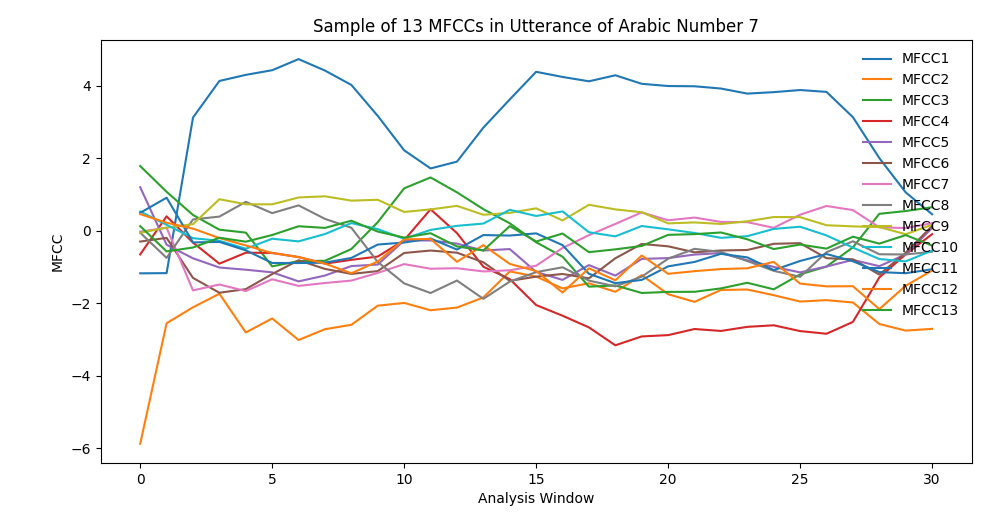 Sample of 13 MFCCs in Utterance of Arabic Number 7
MFCC
4
2
0
−2
−4
−6
0
5
10
15
20
25
30
Analysis Window
MFCC1
MFCC2
MFCC3
MFCC4
MFCC5
MFCC6
MFCC7
MFCC8
MFCC9
MFCC10
MFCC11
MFCC12
MFCC13